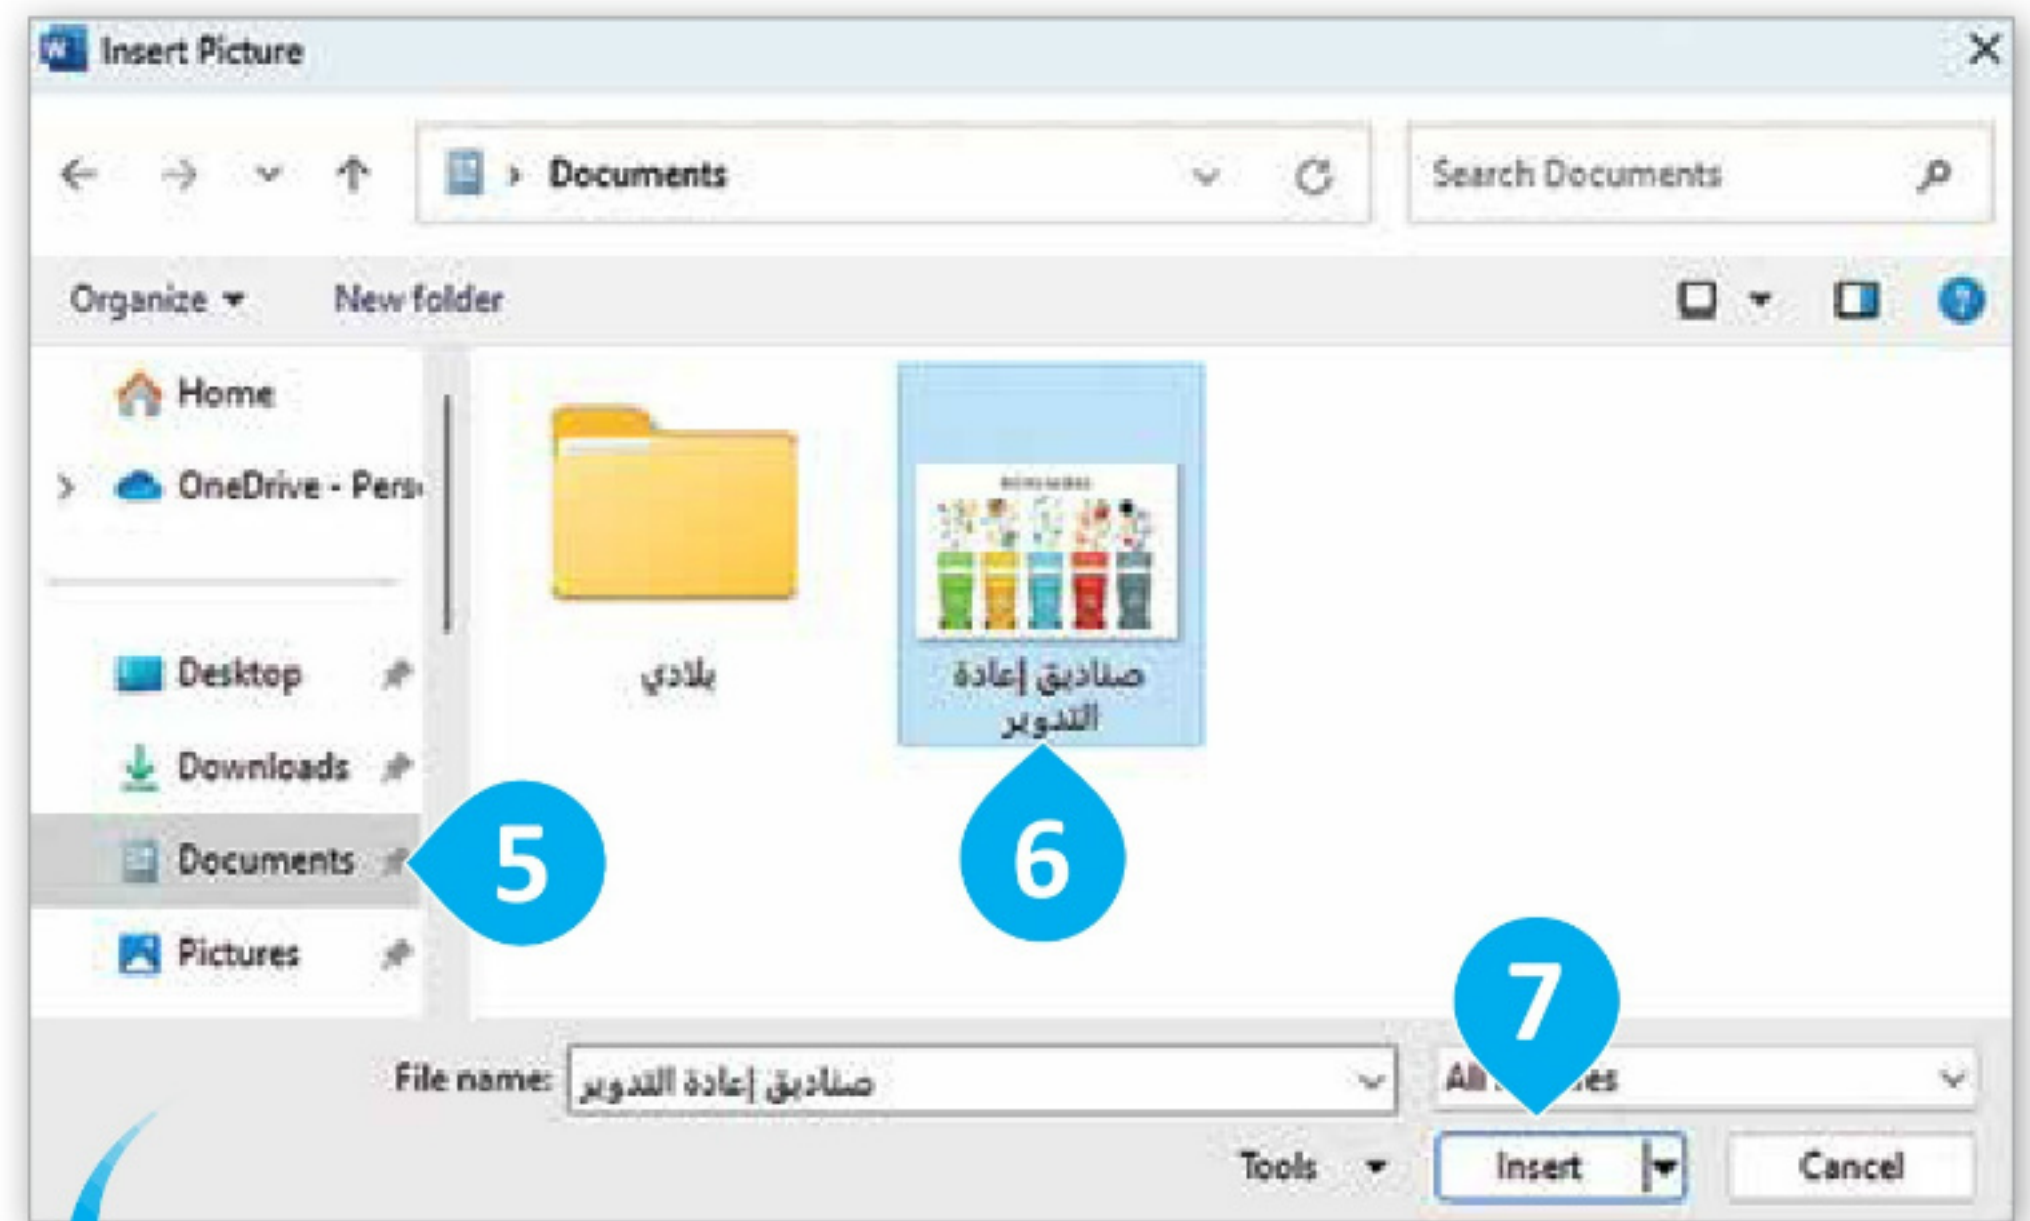 Insert Picture
Documents
Search Documents
Organize
New folder
Home
OneDrive - Pers
Desktop
Downloads
Documents
Pictures
بلادي
صناديق إعادة
التدوير
5
6
7
File name: صناديق إعادة التدوير
All
Tools
Insert
Cancel